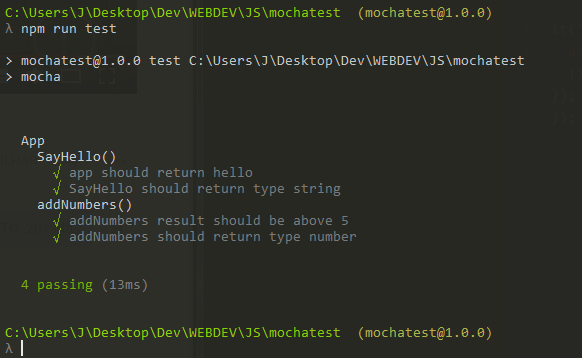 C:\Users\J\Desktop\Dev\WEBDEV\JS\mochatest (mochatest@1.0.0)
λ npm run test
> mochatest@1.0.0 test C:\Users\J\Desktop\Dev\WEBDEV\JS\mochatest
> mocha
App
SayHello()
√ app should return hello
√ SayHello should return type string
addNumbers()
√ addNumbers result should be above 5
√ addNumbers should return type number
4 passing (13ms)
C:\Users\J\Desktop\Dev\WEBDEV\JS\mochatest (mochatest@1.0.0)
λ